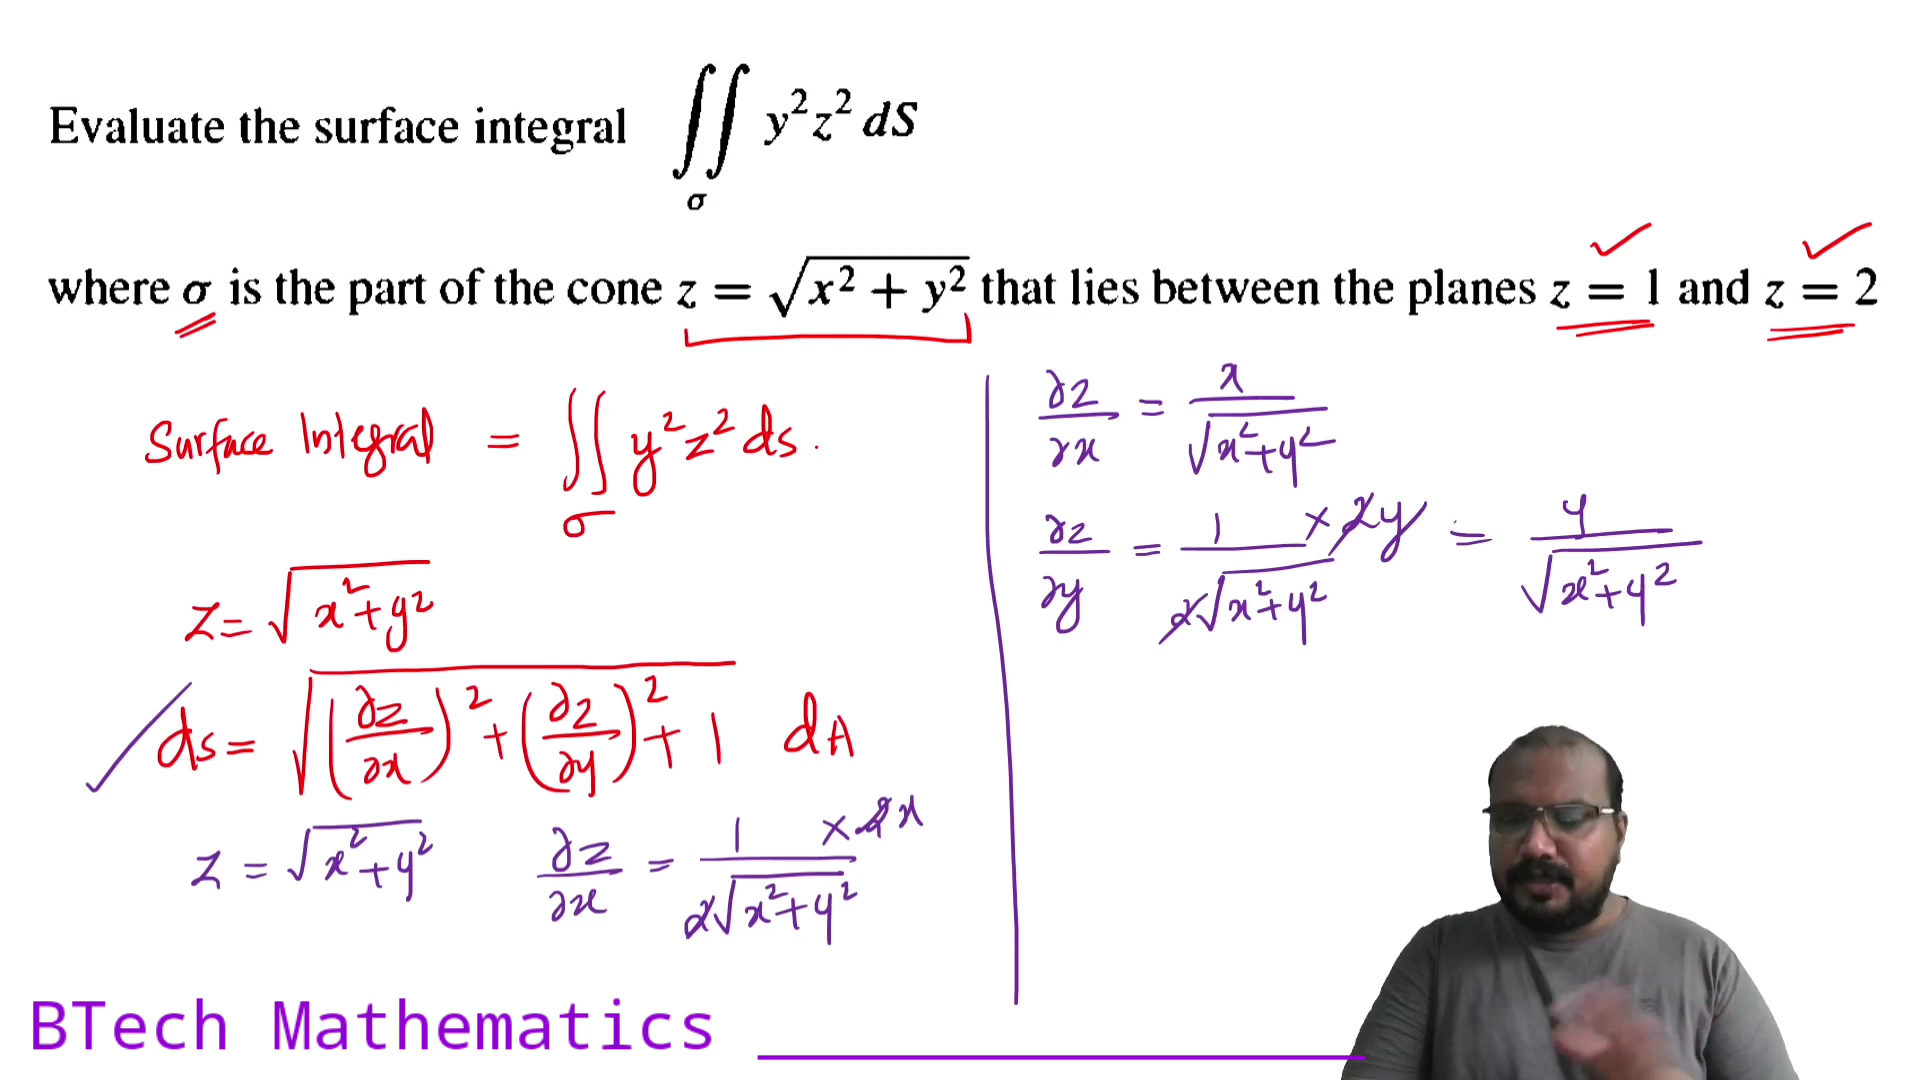 Evaluate the surface integral ∬_σ y²z² dS
where σ is the part of the cone z = √(x² + y²) that lies between the planes z = 1 and z = 2
Surface Integral = ∬_σ y²z² ds.
z = √(x²+y²)
ds = √((∂z/∂x)² + (∂z/∂y)² + 1) dA
z = √(x²+y²) ∂z/∂x = 1/(2√(x²+y²)) × 2x
∂z/∂x = x/√(x²+y²)
∂z/∂y = 1/(2√(x²+y²)) × 2y = y/√(x²+y²)
BTech Mathematics